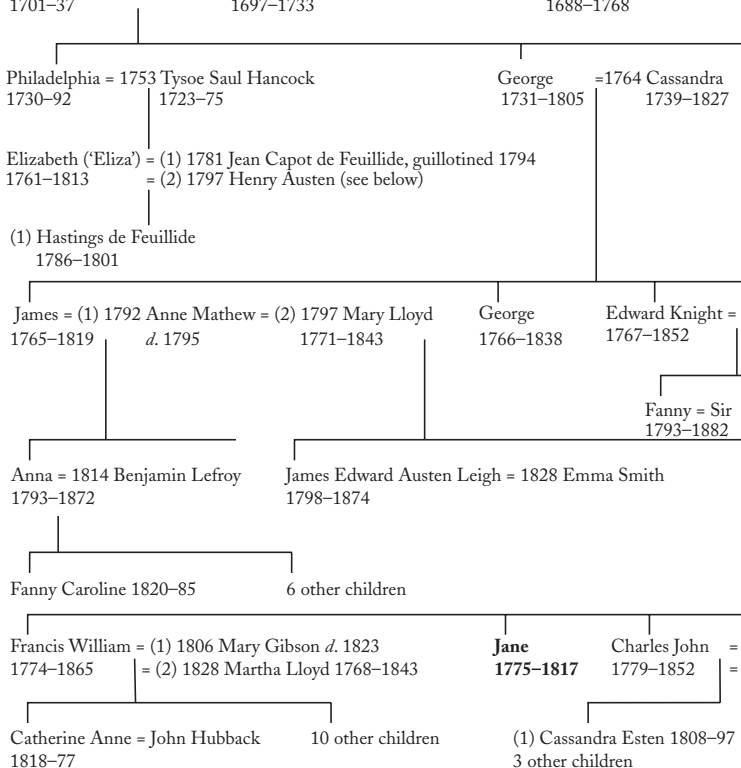 1701–37 1697–1733 1688–1768
Philadelphia = 1753 Tysoe Saul Hancock George =1764 Cassandra
1730–92 1723–75 1731–1805 1739–1827
Elizabeth (‘Eliza’) = (1) 1781 Jean Capot de Feuillide, guillotined 1794
1761–1813 = (2) 1797 Henry Austen (see below)
(1) Hastings de Feuillide
1786–1801
James = (1) 1792 Anne Mathew = (2) 1797 Mary Lloyd George Edward Knight =
1765–1819 d. 1795 1771–1843 1766–1838 1767–1852
Fanny = Sir
1793–1882
Anna = 1814 Benjamin Lefroy James Edward Austen Leigh = 1828 Emma Smith
1793–1872 1798–1874
Fanny Caroline 1820–85 6 other children
Francis William = (1) 1806 Mary Gibson d. 1823 Jane Charles John =
1774–1865 = (2) 1828 Martha Lloyd 1768–1843 1775–1817 1779–1852 =
Catherine Anne = John Hubback 10 other children (1) Cassandra Esten 1808–97
1818–77 3 other children